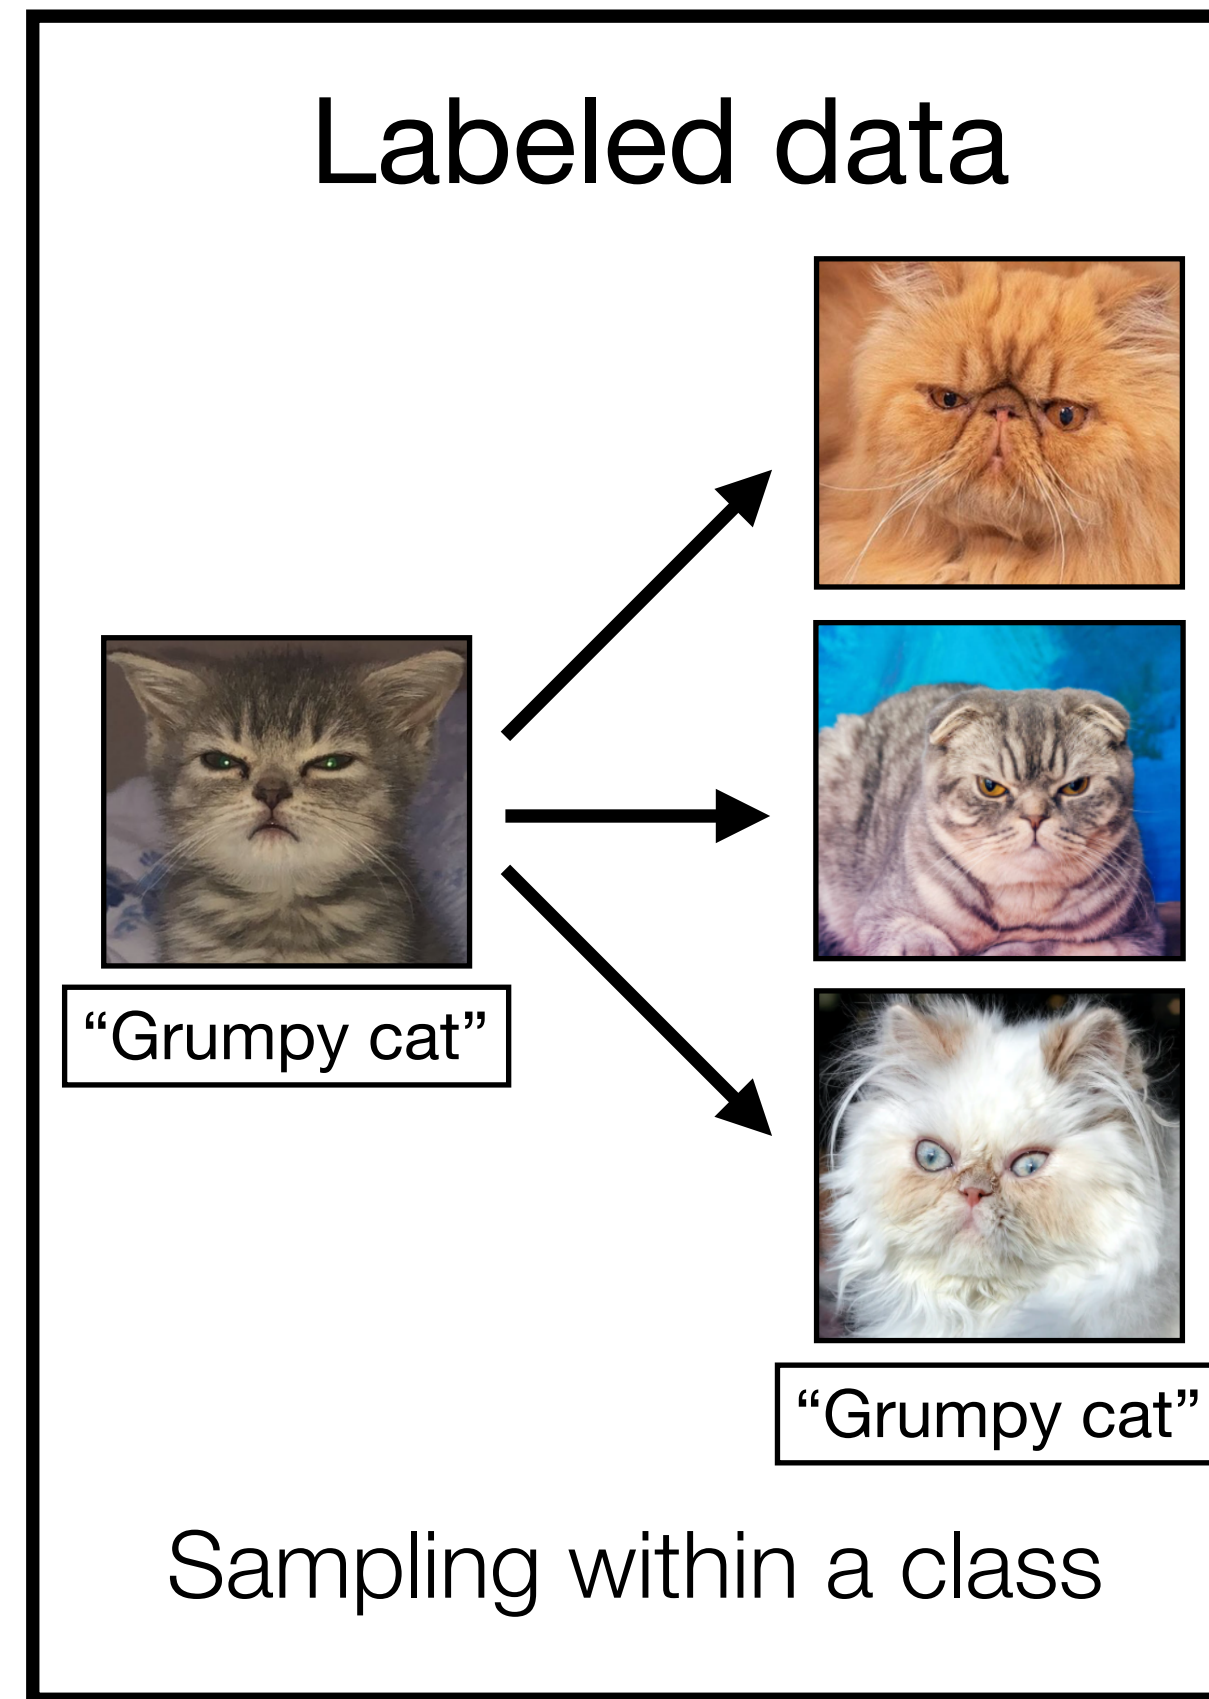 Labeled data
“Grumpy cat”
“Grumpy cat”
Sampling within a class